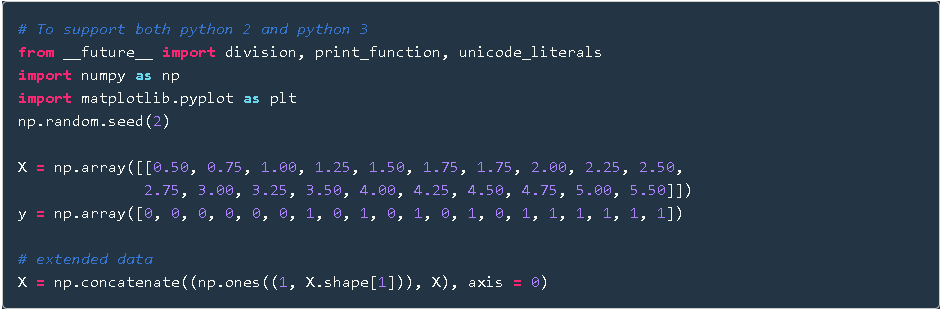 # To support both python 2 and python 3
from __future__ import division, print_function, unicode_literals
import numpy as np
import matplotlib.pyplot as plt
np.random.seed(2)

X = np.array([[0.50, 0.75, 1.00, 1.25, 1.50, 1.75, 1.75, 2.00, 2.25, 2.50,
              2.75, 3.00, 3.25, 3.50, 4.00, 4.25, 4.50, 4.75, 5.00, 5.50]])
y = np.array([0, 0, 0, 0, 0, 0, 1, 0, 1, 0, 1, 0, 1, 0, 1, 1, 1, 1, 1, 1])

# extended data
X = np.concatenate((np.ones((1, X.shape[1])), X), axis = 0)